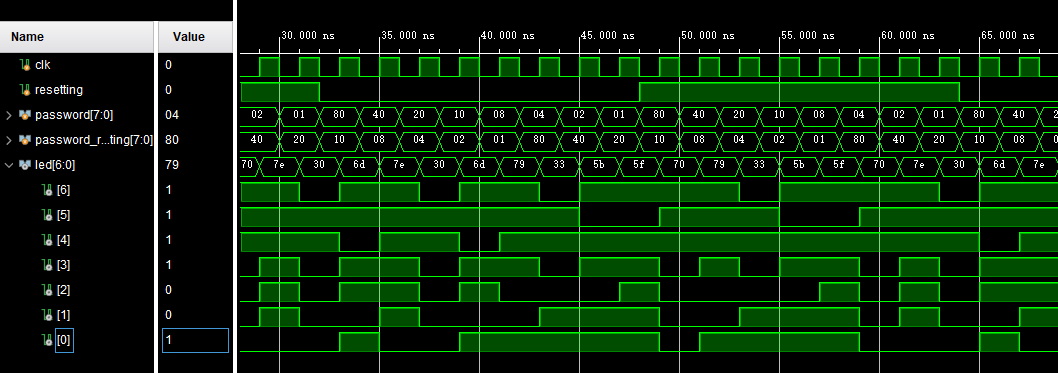 Name Value 30.000 ns 35.000 ns 40.000 ns 45.000 ns 50.000 ns 55.000 ns 60.000 ns 65.000 ns
clk 0
resetting 0
password[7:0] 04 02 01 80 40 20 10 08 04 02 01 80 40 20 10 08 04 02 01 80 40 20
password_r...ting[7:0] 80 40 20 10 08 04 02 01 80 40 20 10 08 04 02 01 80 40 20 10 08 0
led[6:0] 79 70 7e 30 6d 7e 30 6d 79 33 5b 5f 70 79 33 5b 5f 7e 30 6d 7e
[6] 1
[5] 1
[4] 1
[3] 1
[2] 0
[1] 0
[0] 1